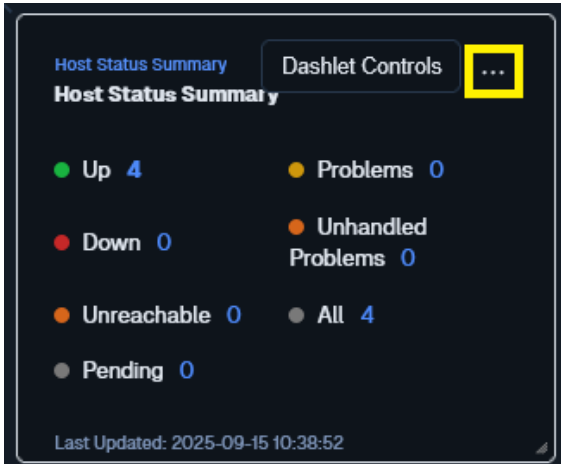 Host Status Summary
Dashlet Controls
...
Host Status Summary
Up 4
Problems 0
Down 0
Unhandled
Problems 0
Unreachable 0
All 4
Pending 0
Last Updated: 2025-09-15 10:38:52